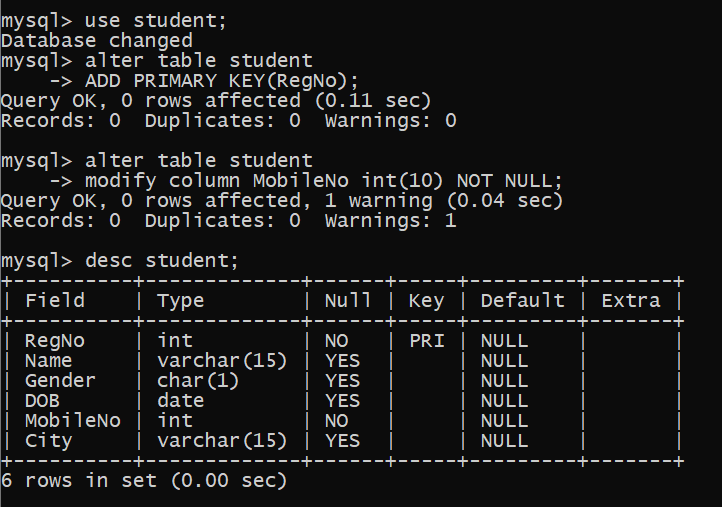 mysql> use student;
Database changed
mysql> alter table student
    -> ADD PRIMARY KEY(RegNo);
Query OK, 0 rows affected (0.11 sec)
Records: 0  Duplicates: 0  Warnings: 0

mysql> alter table student
    -> modify column MobileNo int(10) NOT NULL;
Query OK, 0 rows affected, 1 warning (0.04 sec)
Records: 0  Duplicates: 0  Warnings: 1

mysql> desc student;
+----------+-------------+------+-----+---------+-------+
| Field    | Type        | Null | Key | Default | Extra |
+----------+-------------+------+-----+---------+-------+
| RegNo    | int         | NO   | PRI | NULL    |       |
| Name     | varchar(15) | YES  |     | NULL    |       |
| Gender   | char(1)     | YES  |     | NULL    |       |
| DOB      | date        | YES  |     | NULL    |       |
| MobileNo | int         | NO   |     | NULL    |       |
| City     | varchar(15) | YES  |     | NULL    |       |
+----------+-------------+------+-----+---------+-------+
6 rows in set (0.00 sec)